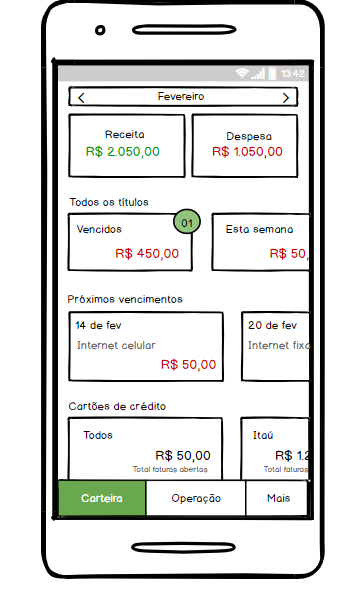 13:42
Fevereiro
Receita
R$ 2.050,00
Despesa
R$ 1.050,00
Todos os títulos
Vencidos
01
R$ 450,00
Esta semana
R$ 50,
Próximos vencimentos
14 de fev
Internet celular
R$ 50,00
20 de fev
Internet fixa
Cartões de crédito
Todos
R$ 50,00
Total faturas abertas
Itaú
R$ 1.2
Total faturas
Carteira
Operação
Mais